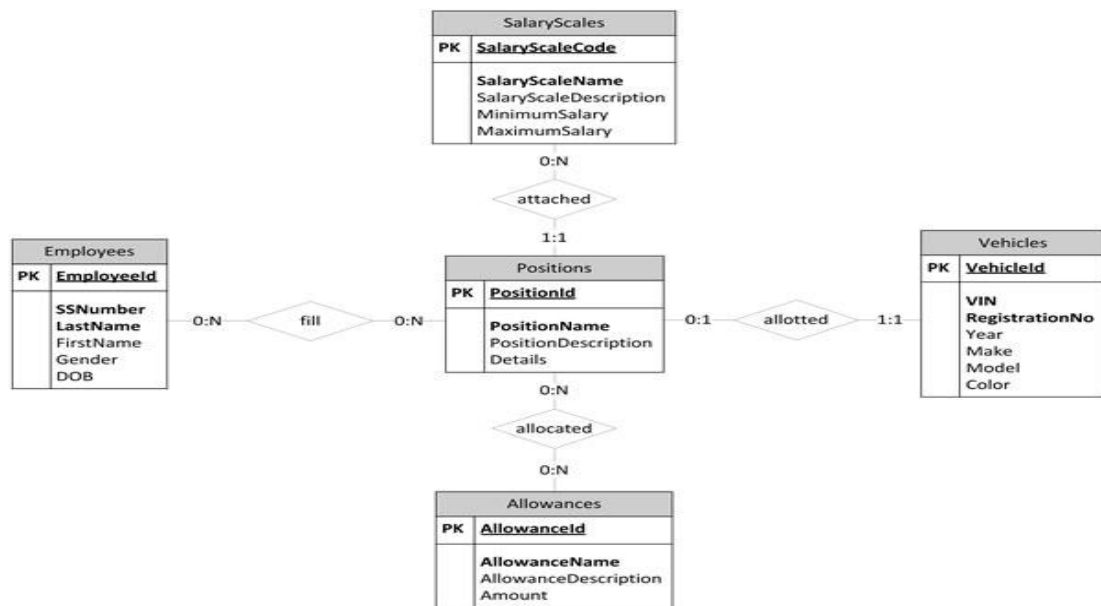 SalaryScales
PK SalaryScaleCode
SalaryScaleName
SalaryScaleDescription
MinimumSalary
MaximumSalary
0:N
attached
1:1
Employees
PK EmployeeId
SSNumber
LastName
FirstName
Gender
DOB
0:N
fill
0:N
Positions
PK PositionId
PositionName
PositionDescription
Details
0:1
allotted
1:1
Vehicles
PK VehicleId
VIN
RegistrationNo
Year
Make
Model
Color
0:N
allocated
0:N
Allowances
PK AllowanceId
AllowanceName
AllowanceDescription
Amount